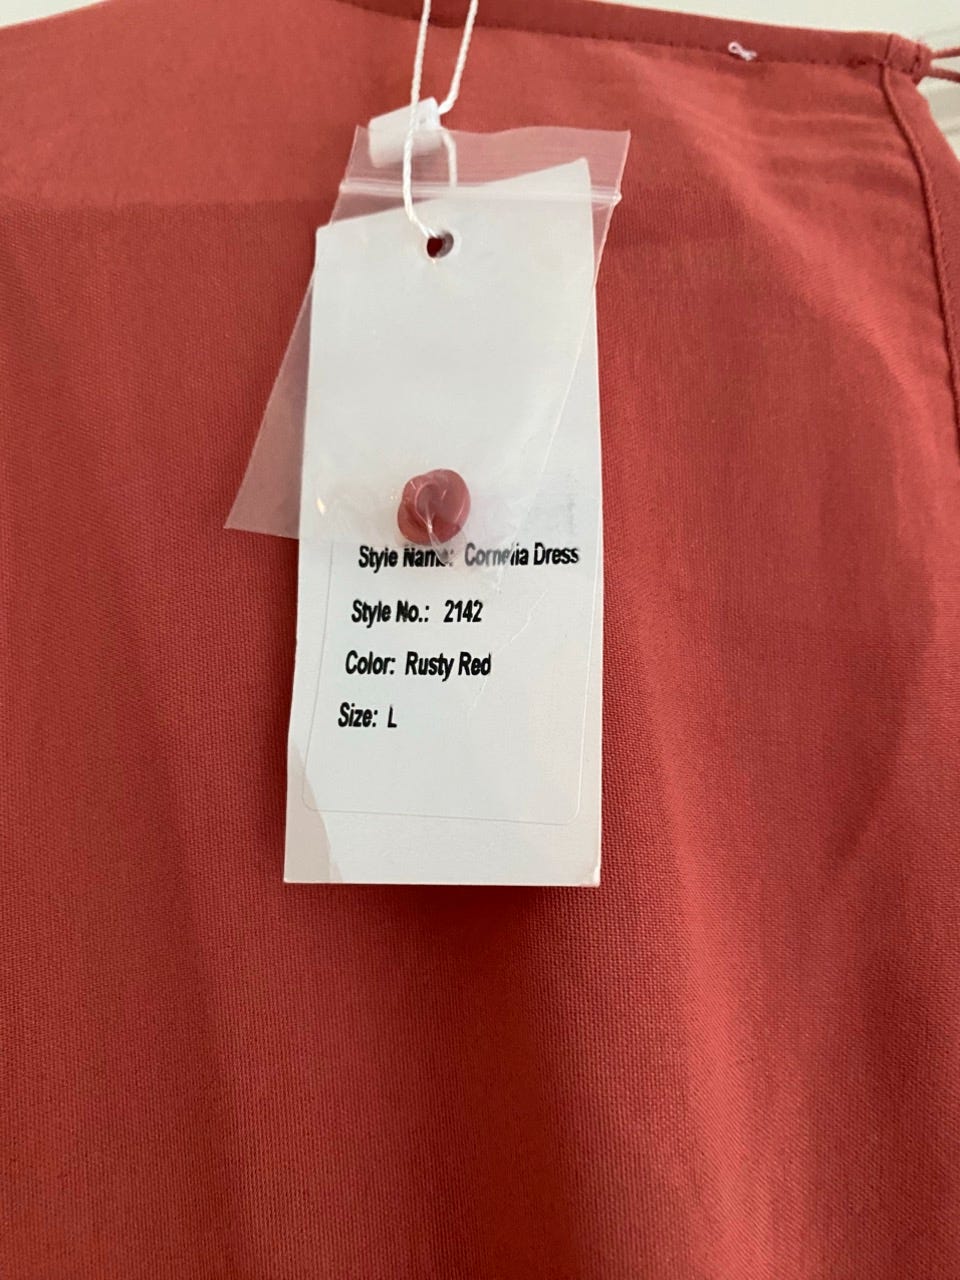 Style Name: Cornelia Dress
Style No.: 2142
Color: Rusty Red
Size: L